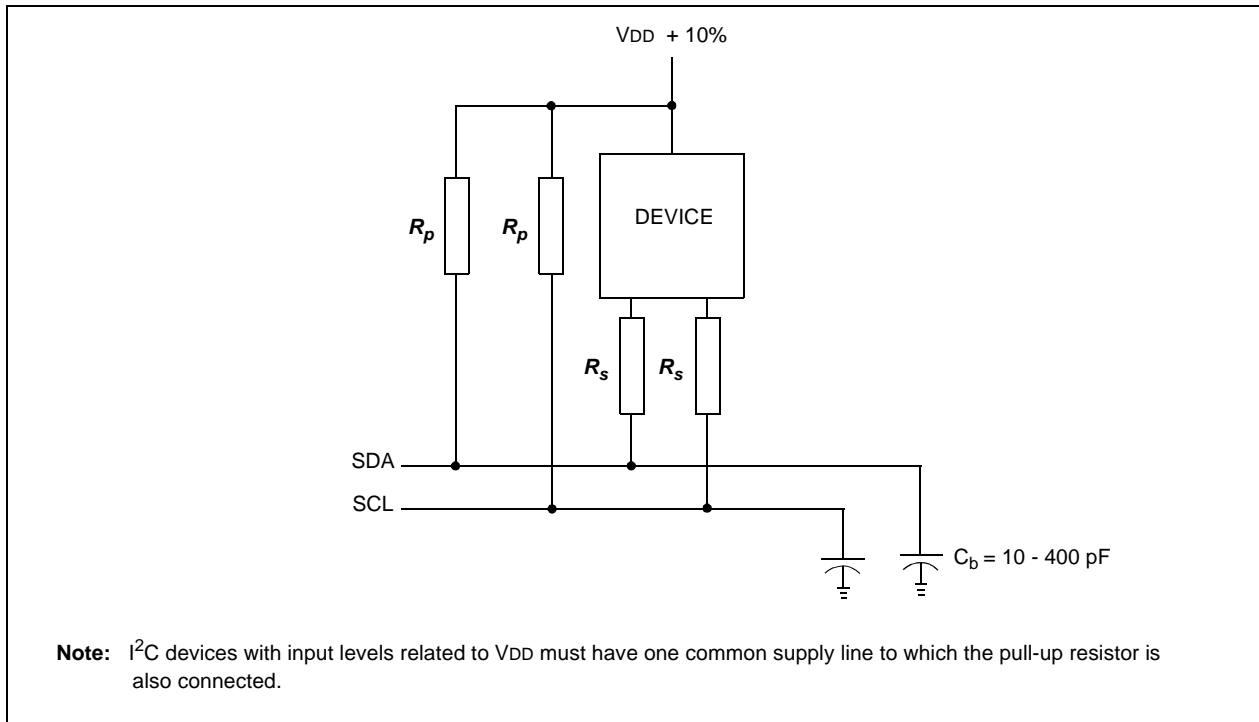 VDD + 10%
Rp Rp
DEVICE
Rs Rs
SDA
SCL
Cb = 10 - 400 pF
Note: I2C devices with input levels related to VDD must have one common supply line to which the pull-up resistor is
also connected.